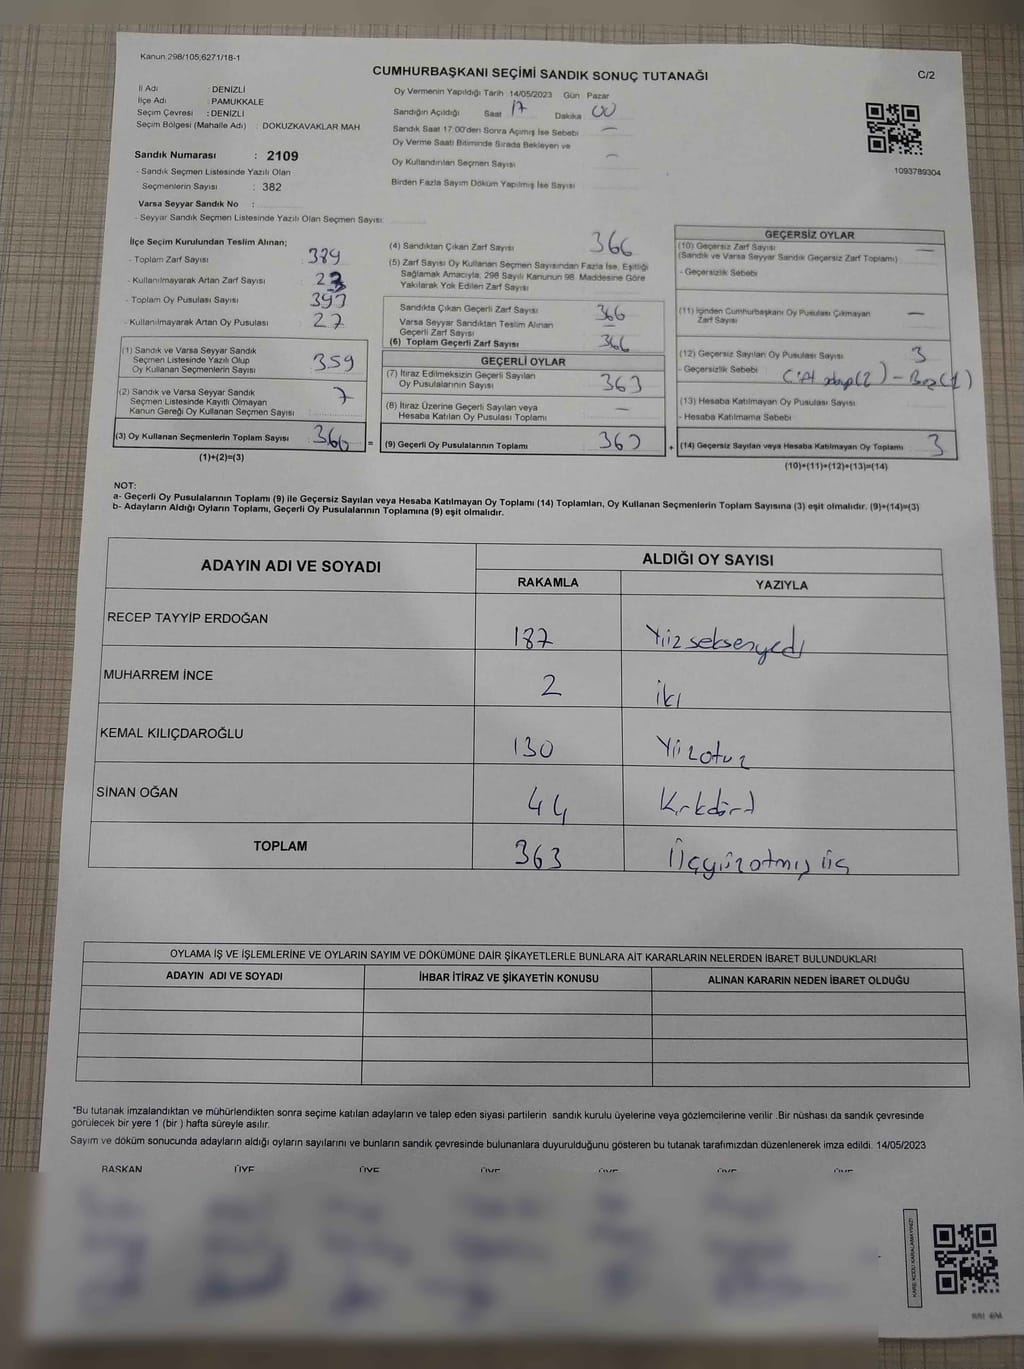 Kanun 298/105,6271/18-1
CUMHURBAŞKANI SEÇİMİ SANDIK SONUÇ TUTANAĞI
C/2
İl Adı : DENİZLİ
İlçe Adı : PAMUKKALE
Seçim Çevresi : DENİZLİ
Seçim Bölgesi (Mahalle Adı) : DOKUZKAVAKLAR MAH
Sandık Numarası : 2109
- Sandık Seçmen Listesinde Yazılı Olan
Seçmenlerin Sayısı : 382
Varsa Seyyar Sandık No :
- Seyyar Sandık Seçmen Listesinde Yazılı Olan Seçmen Sayısı:
Oy Vermenin Yapıldığı Tarih :14/05/2023 Gün : Pazar
Sandığın Açıldığı Saat 17 Dakika 00
Sandık Saat 17:00'den Sonra Açımış İse Sebebi —
Oy Verme Saati Bitiminde Sırada Bekleyen ve
Oy Kullandırılan Seçmen Sayısı —
Birden Fazla Sayım Döküm Yapılmış İse Sayısı
1093789304
İlçe Seçim Kurulundan Teslim Alınan;
- Toplam Zarf Sayısı : 389
- Kullanılmayarak Artan Zarf Sayısı : 23
- Toplam Oy Pusulası Sayısı : 393
- Kullanılmayarak Artan Oy Pusulası : 27
(1) Sandık ve Varsa Seyyar Sandık
Seçmen Listesinde Yazılı Olup
Oy Kullanan Seçmenlerin Sayısı : 359
(2) Sandık ve Varsa Seyyar Sandık
Seçmen Listesinde Kayıtlı Olmayan
Kanun Gereği Oy Kullanan Seçmen Sayısı : 7
(3) Oy Kullanan Seçmenlerin Toplam Sayısı : 366
(1)+(2)=(3)
(4) Sandıktan Çıkan Zarf Sayısı 366
(5) Zarf Sayısı Oy Kullanan Seçmen Sayısından Fazla İse, Eşitliği
Sağlamak Amacıyla, 298 Sayılı Kanunun 98. Maddesine Göre
Yakılarak Yok Edilen Zarf Sayısı
Sandıkta Çıkan Geçerli Zarf Sayısı 366
Varsa Seyyar Sandıktan Teslim Alınan
Geçerli Zarf Sayısı —
(6) Toplam Geçerli Zarf Sayısı 366
GEÇERLİ OYLAR
(7) İtiraz Edilmeksizin Geçerli Sayılan
Oy Pusulalarının Sayısı 363
(8) İtiraz Üzerine Geçerli Sayılan veya
Hesaba Katılan Oy Pusulası Toplamı —
= (9) Geçerli Oy Pusulalarının Toplamı 363
GEÇERSİZ OYLAR
(10) Geçersiz Zarf Sayısı —
(Sandık ve Varsa Seyyar Sandık Geçersiz Zarf Toplamı)
- Geçersizlik Sebebi
(11) İçinden Cumhurbaşkanı Oy Pusulası Çıkmayan
Zarf Sayısı —
(12) Geçersiz Sayılan Oy Pusulası Sayısı 3
- Geçersizlik Sebebi (2) - Boş (1)
(13) Hesaba Katılmayan Oy Pusulası Sayısı
- Hesaba Katılmama Sebebi
+ (14) Geçersiz Sayılan veya Hesaba Katılmayan Oy Toplamı 3
(10)+(11)+(12)+(13)=(14)
NOT:
a- Geçerli Oy Pusulalarının Toplamı (9) ile Geçersiz Sayılan veya Hesaba Katılmayan Oy Toplamı (14) Toplamları, Oy Kullanan Seçmenlerin Toplam Sayısına (3) eşit olmalıdır. (9)+(14)=(3)
b- Adayların Aldığı Oyların Toplamı, Geçerli Oy Pusulalarının Toplamına (9) eşit olmalıdır.
ADAYIN ADI VE SOYADI
ALDIĞI OY SAYISI
RAKAMLA YAZIYLA
RECEP TAYYİP ERDOĞAN 187 Yüzseksenyedi
MUHARREM İNCE 2 iki
KEMAL KILIÇDAROĞLU 130 Yüzotuz
SİNAN OĞAN 44 Kırkdört
TOPLAM 363 Üçyüzatmış üç
OYLAMA İŞ VE İŞLEMLERİNE VE OYLARIN SAYIM VE DÖKÜMÜNE DAİR ŞİKAYETLERLE BUNLARA AİT KARARLARIN NELERDEN İBARET BULUNDUKLARI
ADAYIN ADI VE SOYADI
İHBAR İTİRAZ VE ŞİKAYETİN KONUSU
ALINAN KARARIN NEDEN İBARET OLDUĞU
*Bu tutanak imzalandıktan ve mühürlendikten sonra seçime katılan adayların ve talep eden siyasi partilerin sandık kurulu üyelerine veya gözlemcilerine verilir .Bir nüshası da sandık çevresinde
görülecek bir yere 1 (bir ) hafta süreyle asılır.
Sayım ve döküm sonucunda adayların aldığı oyların sayılarını ve bunların sandık çevresinde bulunanlara duyurulduğunu gösteren bu tutanak tarafımızdan düzenlenerek imza edildi. 14/05/2023
BAŞKAN ÜYE ÜYE ÜYE ÜYE ÜYE ÜYE
KARE KODU KARALAMAYINIZ!